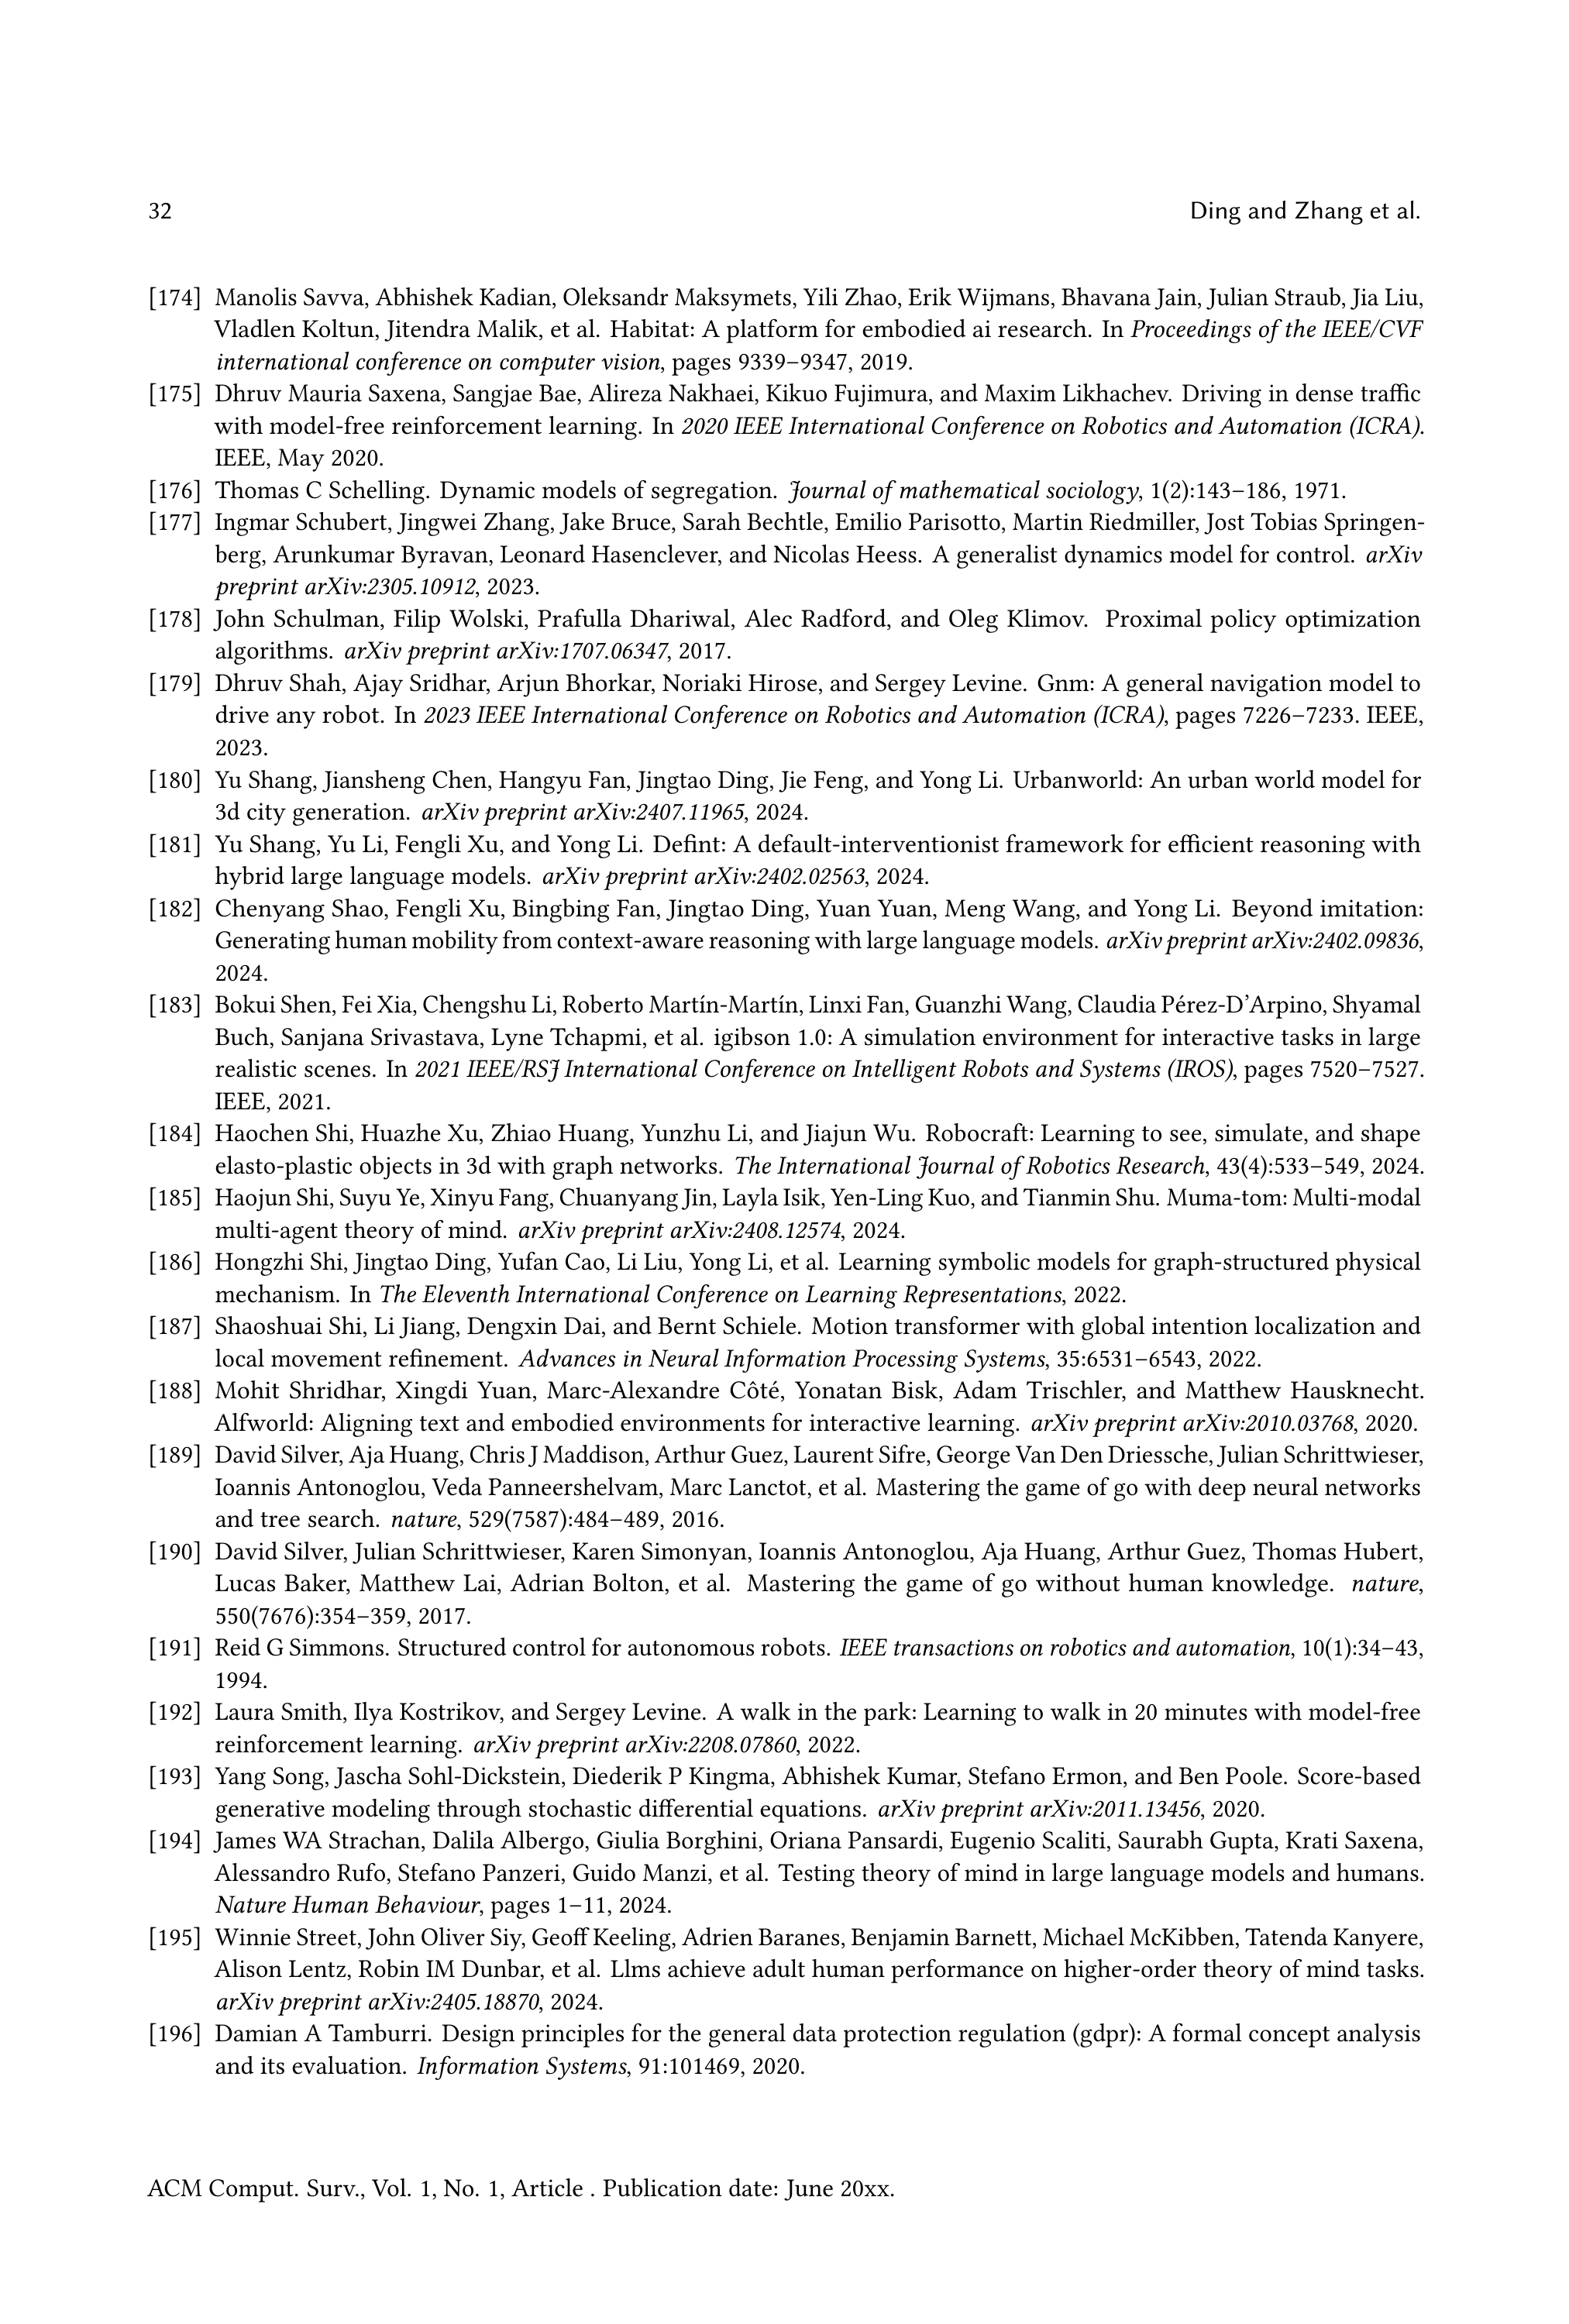 32
Ding and Zhang et al.
[174] Manolis Savva, Abhishek Kadian, Oleksandr Maksymets, Yili Zhao, Erik Wijmans, Bhavana Jain, Julian Straub, Jia Liu,
Vladlen Koltun, Jitendra Malik, et al. Habitat: A platform for embodied ai research. In Proceedings of the IEEE/CVF
international conference on computer vision, pages 9339–9347, 2019.
[175] Dhruv Mauria Saxena, Sangjae Bae, Alireza Nakhaei, Kikuo Fujimura, and Maxim Likhachev. Driving in dense traffic
with model-free reinforcement learning. In 2020 IEEE International Conference on Robotics and Automation (ICRA).
IEEE, May 2020.
[176] Thomas C Schelling. Dynamic models of segregation. Journal of mathematical sociology, 1(2):143–186, 1971.
[177] Ingmar Schubert, Jingwei Zhang, Jake Bruce, Sarah Bechtle, Emilio Parisotto, Martin Riedmiller, Jost Tobias Springen-
berg, Arunkumar Byravan, Leonard Hasenclever, and Nicolas Heess. A generalist dynamics model for control. arXiv
preprint arXiv:2305.10912, 2023.
[178] John Schulman, Filip Wolski, Prafulla Dhariwal, Alec Radford, and Oleg Klimov. Proximal policy optimization
algorithms. arXiv preprint arXiv:1707.06347, 2017.
[179] Dhruv Shah, Ajay Sridhar, Arjun Bhorkar, Noriaki Hirose, and Sergey Levine. Gnm: A general navigation model to
drive any robot. In 2023 IEEE International Conference on Robotics and Automation (ICRA), pages 7226–7233. IEEE,
2023.
[180] Yu Shang, Jiansheng Chen, Hangyu Fan, Jingtao Ding, Jie Feng, and Yong Li. Urbanworld: An urban world model for
3d city generation. arXiv preprint arXiv:2407.11965, 2024.
[181] Yu Shang, Yu Li, Fengli Xu, and Yong Li. Defint: A default-interventionist framework for efficient reasoning with
hybrid large language models. arXiv preprint arXiv:2402.02563, 2024.
[182] Chenyang Shao, Fengli Xu, Bingbing Fan, Jingtao Ding, Yuan Yuan, Meng Wang, and Yong Li. Beyond imitation:
Generating human mobility from context-aware reasoning with large language models. arXiv preprint arXiv:2402.09836,
2024.
[183] Bokui Shen, Fei Xia, Chengshu Li, Roberto Martín-Martín, Linxi Fan, Guanzhi Wang, Claudia Pérez-D'Arpino, Shyamal
Buch, Sanjana Srivastava, Lyne Tchapmi, et al. igibson 1.0: A simulation environment for interactive tasks in large
realistic scenes. In 2021 IEEE/RSJ International Conference on Intelligent Robots and Systems (IROS), pages 7520–7527.
IEEE, 2021.
[184] Haochen Shi, Huazhe Xu, Zhiao Huang, Yunzhu Li, and Jiajun Wu. Robocraft: Learning to see, simulate, and shape
elasto-plastic objects in 3d with graph networks. The International Journal of Robotics Research, 43(4):533–549, 2024.
[185] Haojun Shi, Suyu Ye, Xinyu Fang, Chuanyang Jin, Layla Isik, Yen-Ling Kuo, and Tianmin Shu. Muma-tom: Multi-modal
multi-agent theory of mind. arXiv preprint arXiv:2408.12574, 2024.
[186] Hongzhi Shi, Jingtao Ding, Yufan Cao, Li Liu, Yong Li, et al. Learning symbolic models for graph-structured physical
mechanism. In The Eleventh International Conference on Learning Representations, 2022.
[187] Shaoshuai Shi, Li Jiang, Dengxin Dai, and Bernt Schiele. Motion transformer with global intention localization and
local movement refinement. Advances in Neural Information Processing Systems, 35:6531–6543, 2022.
[188] Mohit Shridhar, Xingdi Yuan, Marc-Alexandre Côté, Yonatan Bisk, Adam Trischler, and Matthew Hausknecht.
Alfworld: Aligning text and embodied environments for interactive learning. arXiv preprint arXiv:2010.03768, 2020.
[189] David Silver, Aja Huang, Chris J Maddison, Arthur Guez, Laurent Sifre, George Van Den Driessche, Julian Schrittwieser,
Ioannis Antonoglou, Veda Panneershelvam, Marc Lanctot, et al. Mastering the game of go with deep neural networks
and tree search. nature, 529(7587):484–489, 2016.
[190] David Silver, Julian Schrittwieser, Karen Simonyan, Ioannis Antonoglou, Aja Huang, Arthur Guez, Thomas Hubert,
Lucas Baker, Matthew Lai, Adrian Bolton, et al. Mastering the game of go without human knowledge. nature,
550(7676):354–359, 2017.
[191] Reid G Simmons. Structured control for autonomous robots. IEEE transactions on robotics and automation, 10(1):34–43,
1994.
[192] Laura Smith, Ilya Kostrikov, and Sergey Levine. A walk in the park: Learning to walk in 20 minutes with model-free
reinforcement learning. arXiv preprint arXiv:2208.07860, 2022.
[193] Yang Song, Jascha Sohl-Dickstein, Diederik P Kingma, Abhishek Kumar, Stefano Ermon, and Ben Poole. Score-based
generative modeling through stochastic differential equations. arXiv preprint arXiv:2011.13456, 2020.
[194] James WA Strachan, Dalila Albergo, Giulia Borghini, Oriana Pansardi, Eugenio Scaliti, Saurabh Gupta, Krati Saxena,
Alessandro Rufo, Stefano Panzeri, Guido Manzi, et al. Testing theory of mind in large language models and humans.
Nature Human Behaviour, pages 1–11, 2024.
[195] Winnie Street, John Oliver Siy, Geoff Keeling, Adrien Baranes, Benjamin Barnett, Michael McKibben, Tatenda Kanyere,
Alison Lentz, Robin IM Dunbar, et al. Llms achieve adult human performance on higher-order theory of mind tasks.
arXiv preprint arXiv:2405.18870, 2024.
[196] Damian A Tamburri. Design principles for the general data protection regulation (gdpr): A formal concept analysis
and its evaluation. Information Systems, 91:101469, 2020.
ACM Comput. Surv., Vol. 1, No. 1, Article . Publication date: June 20xx.